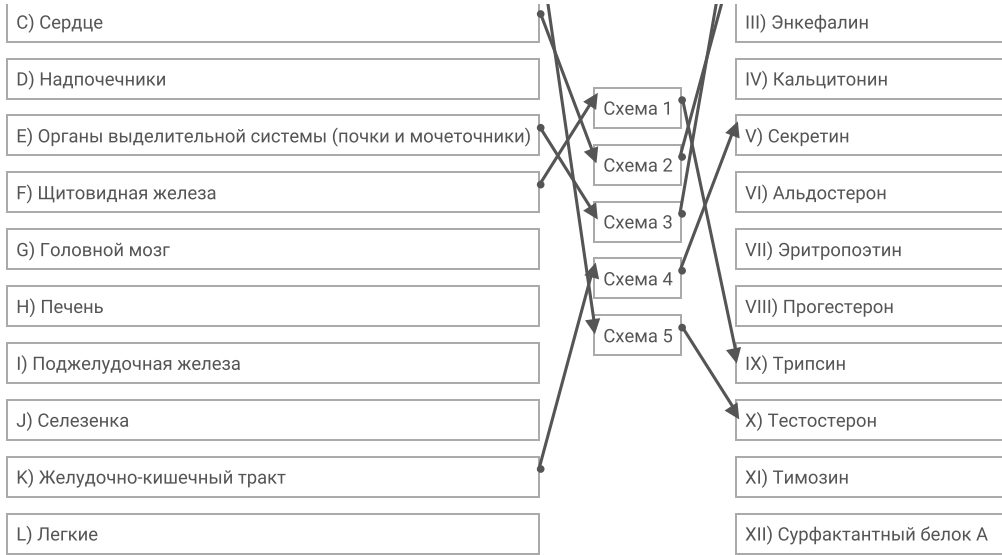 C) Сердце
D) Надпочечники
E) Органы выделительной системы (почки и мочеточники)
F) Щитовидная железа
G) Головной мозг
H) Печень
I) Поджелудочная железа
J) Селезенка
K) Желудочно-кишечный тракт
L) Легкие
Схема 1
Схема 2
Схема 3
Схема 4
Схема 5
III) Энкефалин
IV) Кальцитонин
V) Секретин
VI) Альдостерон
VII) Эритропоэтин
VIII) Прогестерон
IX) Трипсин
X) Тестостерон
XI) Тимозин
XII) Сурфактантный белок А